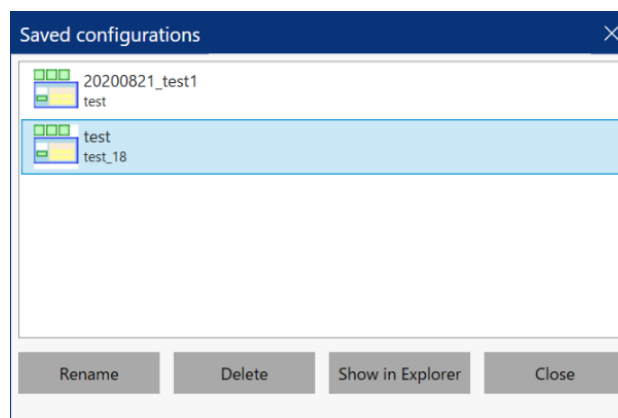 Saved configurations
20200821_test1
test
test
test_18
Rename
Delete
Show in Explorer
Close